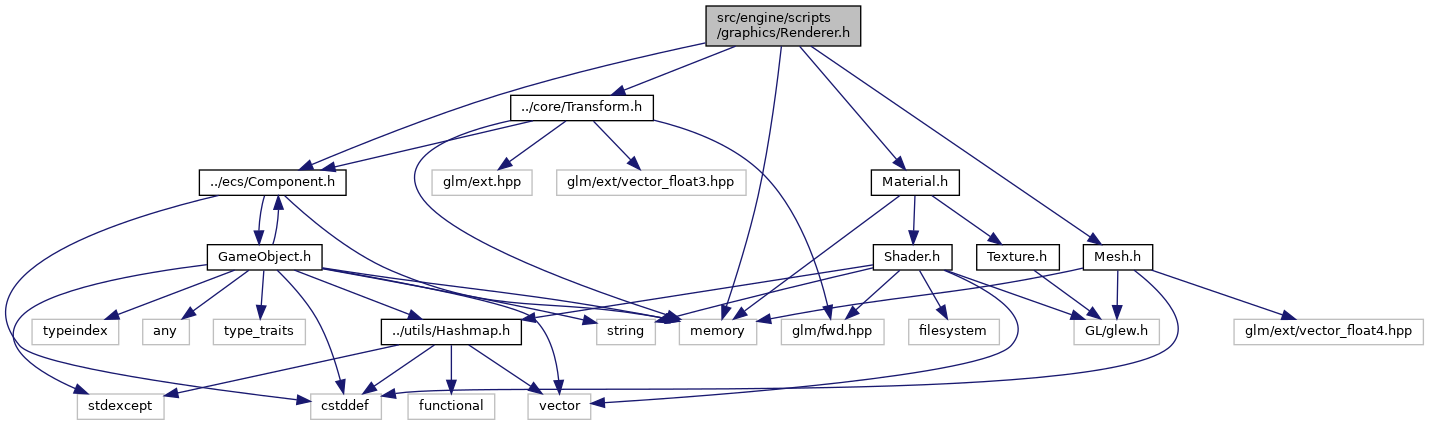 src/engine/scripts
/graphics/Renderer.h
../core/Transform.h
../ecs/Component.h
glm/ext.hpp
glm/ext/vector_float3.hpp
Material.h
GameObject.h
Shader.h
Texture.h
Mesh.h
typeindex
any
type_traits
../utils/Hashmap.h
string
memory
glm/fwd.hpp
filesystem
GL/glew.h
glm/ext/vector_float4.hpp
stdexcept
cstddef
functional
vector